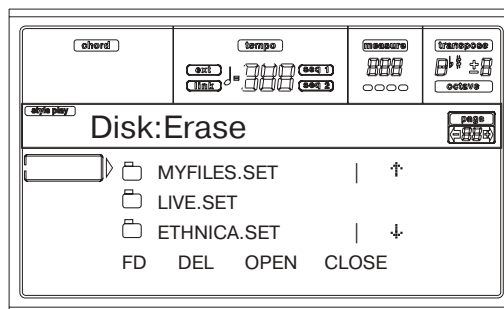 chord
tempo
measure
transpose
ext
seq 1
link
seq 2
octave
style play
Disk:Erase
page
MYFILES.SET
LIVE.SET
ETHNICA.SET
FD DEL OPEN CLOSE